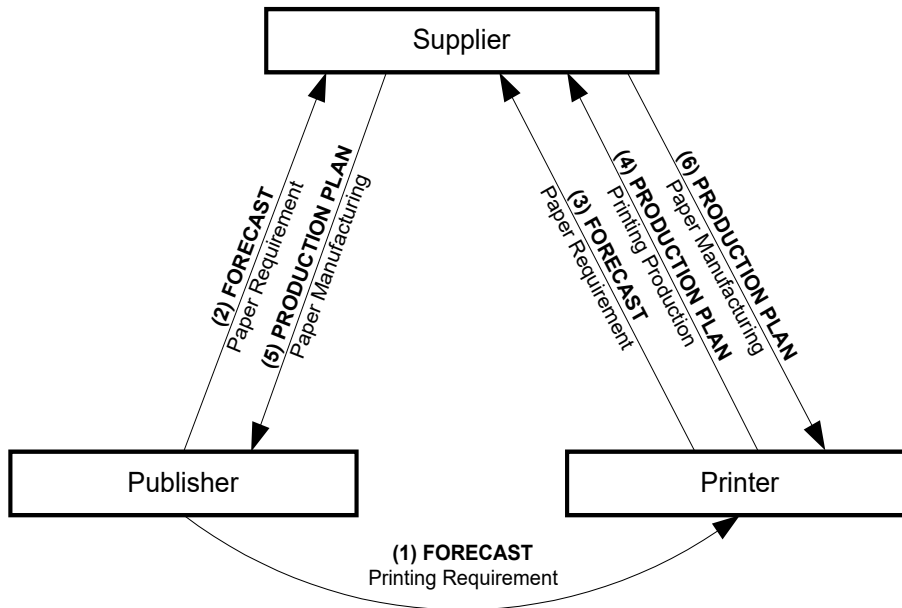 Supplier
(2) FORECAST
Paper Requirement
(5) PRODUCTION PLAN
Paper Manufacturing
(3) FORECAST
Paper Requirement
(4) PRODUCTION PLAN
Printing Production
(6) PRODUCTION PLAN
Paper Manufacturing
Publisher
Printer
(1) FORECAST
Printing Requirement